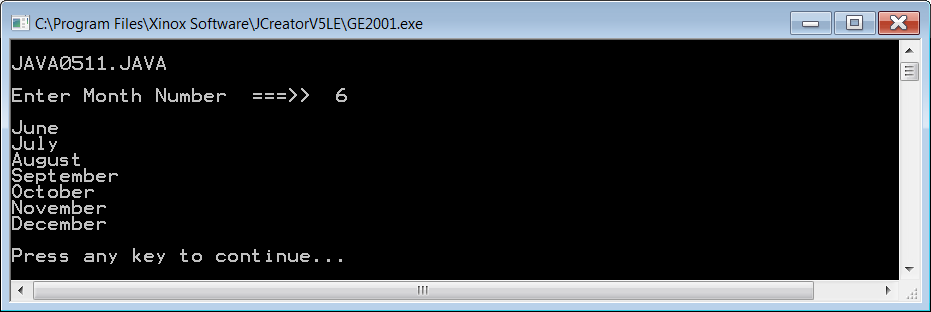 C:\Program Files\Xinox Software\JCreatorV5LE\GE2001.exe
JAVA0511.JAVA
Enter Month Number  ===>>  6
June
July
August
September
October
November
December
Press any key to continue...